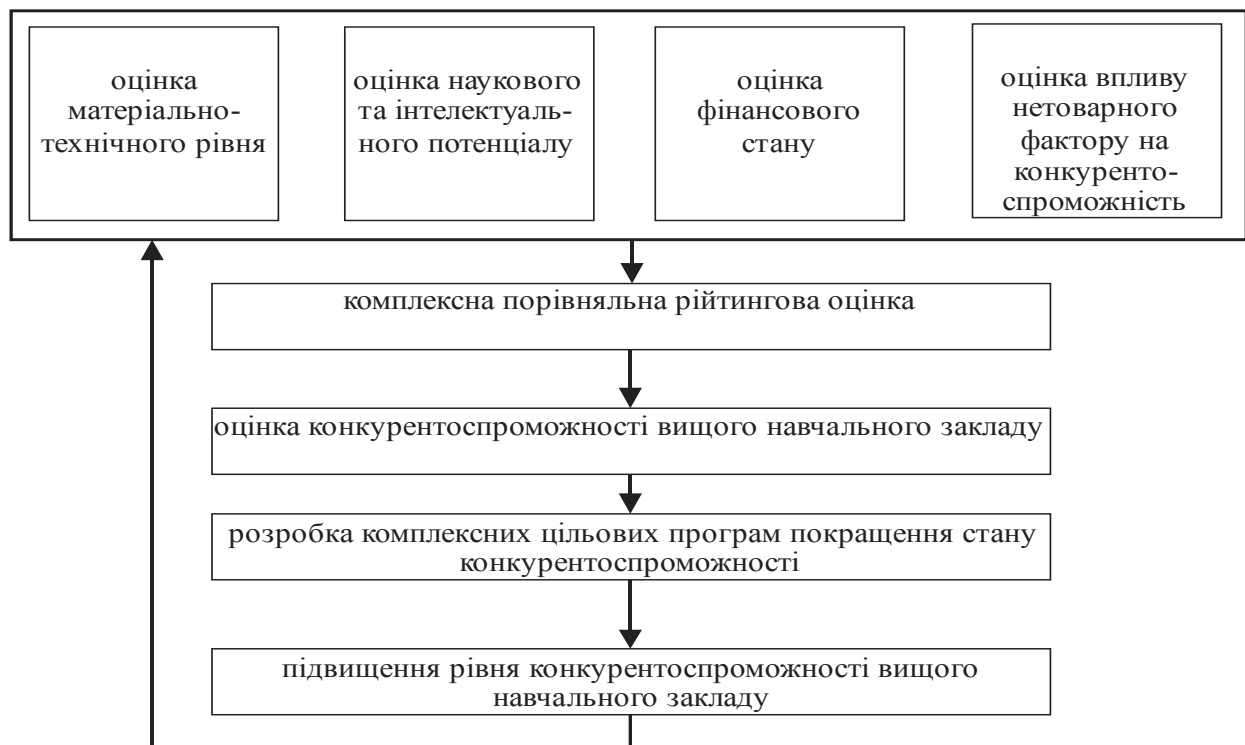 оцінка
матеріально-
технічного рівня
оцінка наукового
та інтелектуаль-
ного потенціалу
оцінка
фінансового
стану
оцінка впливу
нетоварного
фактору на
конкуренто-
спроможність
комплексна порівняльна рійтингова оцінка
оцінка конкурентоспроможності вищого навчального закладу
розробка комплексних цільових програм покращення стану
конкурентоспроможності
підвищення рівня конкурентоспроможності вищого
навчального закладу